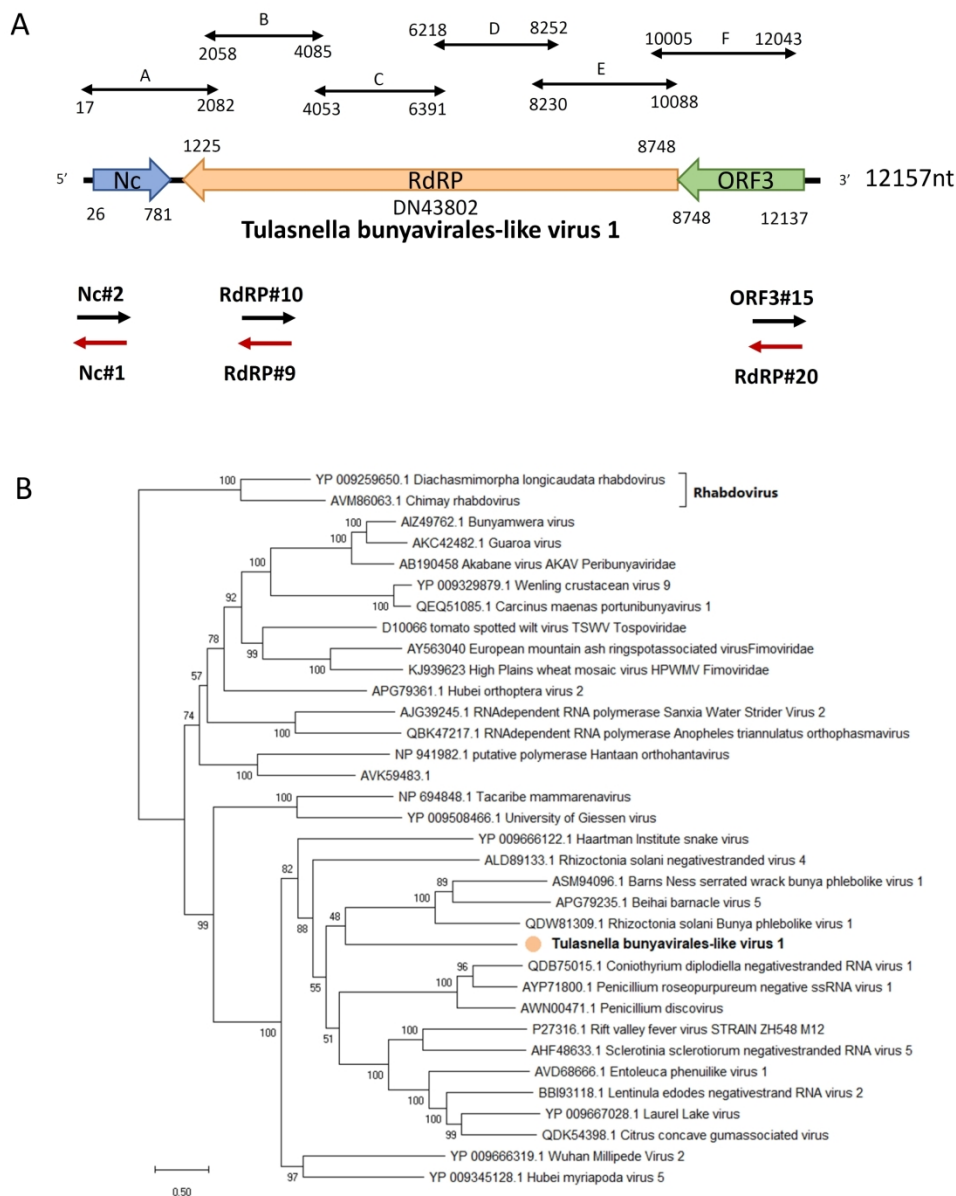 A
B
2058
4085
6218
D
8252
10005
F
12043
A
17
2082
C
4053
6391
E
8230
10088
1225
8748
5'
Nc
RdRP
ORF3
3'
12157nt
26
781
DN43802
8748
12137
Tulasnella bunyavirales-like virus 1
Nc#2
RdRP#10
ORF3#15
Nc#1
RdRP#9
RdRP#20
B
100
YP 009259650.1 Diachasmimorpha longicaudata rhabdovirus
AVM86063.1 Chimay rhabdovirus
Rhabdovirus
100
AIZ49762.1 Bunyamwera virus
100
AKC42482.1 Guaroa virus
100
AB190458 Akabane virus AKAV Peribunyaviridae
YP 009329879.1 Wenling crustacean virus 9
92
100
QEQ51085.1 Carcinus maenas portunibunyavirus 1
D10066 tomato spotted wilt virus TSWV Tospoviridae
78
99
AY563040 European mountain ash ringspotassociated virusFimoviridae
100
KJ939623 High Plains wheat mosaic virus HPWMV Fimoviridae
57
APG79361.1 Hubei orthoptera virus 2
AJG39245.1 RNAdependent RNA polymerase Sanxia Water Strider Virus 2
74
100
QBK47217.1 RNAdependent RNA polymerase Anopheles triannulatus orthophasmavirus
NP 941982.1 putative polymerase Hantaan orthohantavirus
100
AVK59483.1
100
NP 694848.1 Tacaribe mammarenavirus
YP 009508466.1 University of Giessen virus
YP 009666122.1 Haartman Institute snake virus
82
ALD89133.1 Rhizoctonia solani negativestranded virus 4
89
ASM94096.1 Barns Ness serrated wrack bunya phlebolike virus 1
APG79235.1 Beihai barnacle virus 5
99
88
48
100
QDW81309.1 Rhizoctonia solani Bunya phlebolike virus 1
Tulasnella bunyavirales-like virus 1
96
QDB75015.1 Coniothyrium diplodiella negativestranded RNA virus 1
55
100
AYP71800.1 Penicillium roseopurpureum negative ssRNA virus 1
AWN00471.1 Penicillium discovirus
100
51
100
P27316.1 Rift valley fever virus STRAIN ZH548 M12
AHF48633.1 Sclerotinia sclerotiorum negativestranded RNA virus 5
100
AVD68666.1 Entoleuca phenuilike virus 1
100
BBI93118.1 Lentinula edodes negativestrand RNA virus 2
100
YP 009667028.1 Laurel Lake virus
99
QDK54398.1 Citrus concave gumassociated virus
YP 009666319.1 Wuhan Millipede Virus 2
97
YP 009345128.1 Hubei myriapoda virus 5
0.50